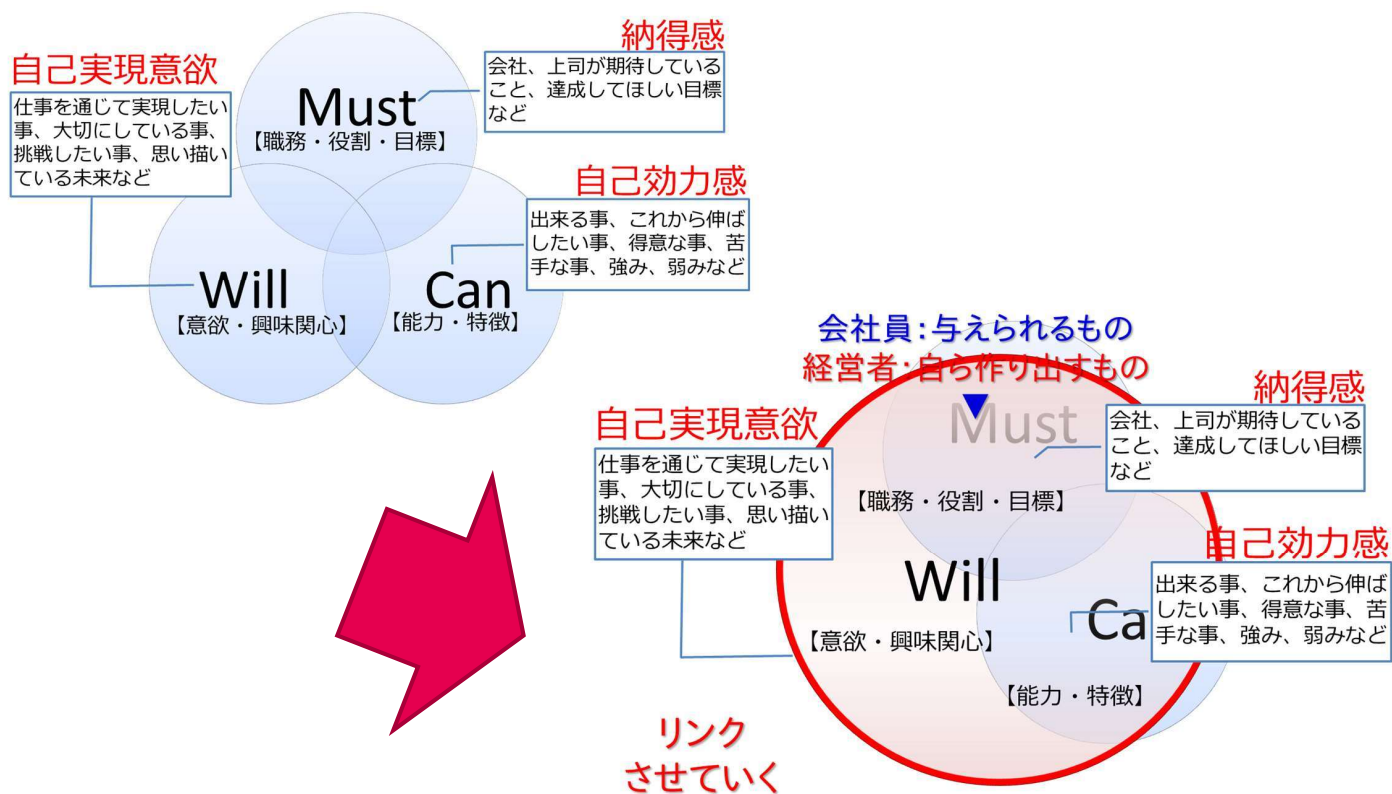 納得感
会社、上司が期待している
こと、達成してほしい目標
など
自己実現意欲
仕事を通じて実現したい
事、大切にしている事、
挑戦したい事、思い描い
ている未来など
Must
【職務・役割・目標】
自己効力感
出来る事、これから伸ば
したい事、得意な事、苦
手な事、強み、弱みなど
Will
【意欲・興味関心】
Can
【能力・特徴】
会社員:与えられるもの
経営者:自ら作り出すもの
納得感
会社、上司が期待している
こと、達成してほしい目標
など
自己実現意欲
仕事を通じて実現したい
事、大切にしている事、
挑戦したい事、思い描い
ている未来など
Must
【職務・役割・目標】
自己効力感
出来る事、これから伸ば
したい事、得意な事、苦
手な事、強み、弱みなど
Will
【意欲・興味関心】
Ca
【能力・特徴】
リンク
させていく